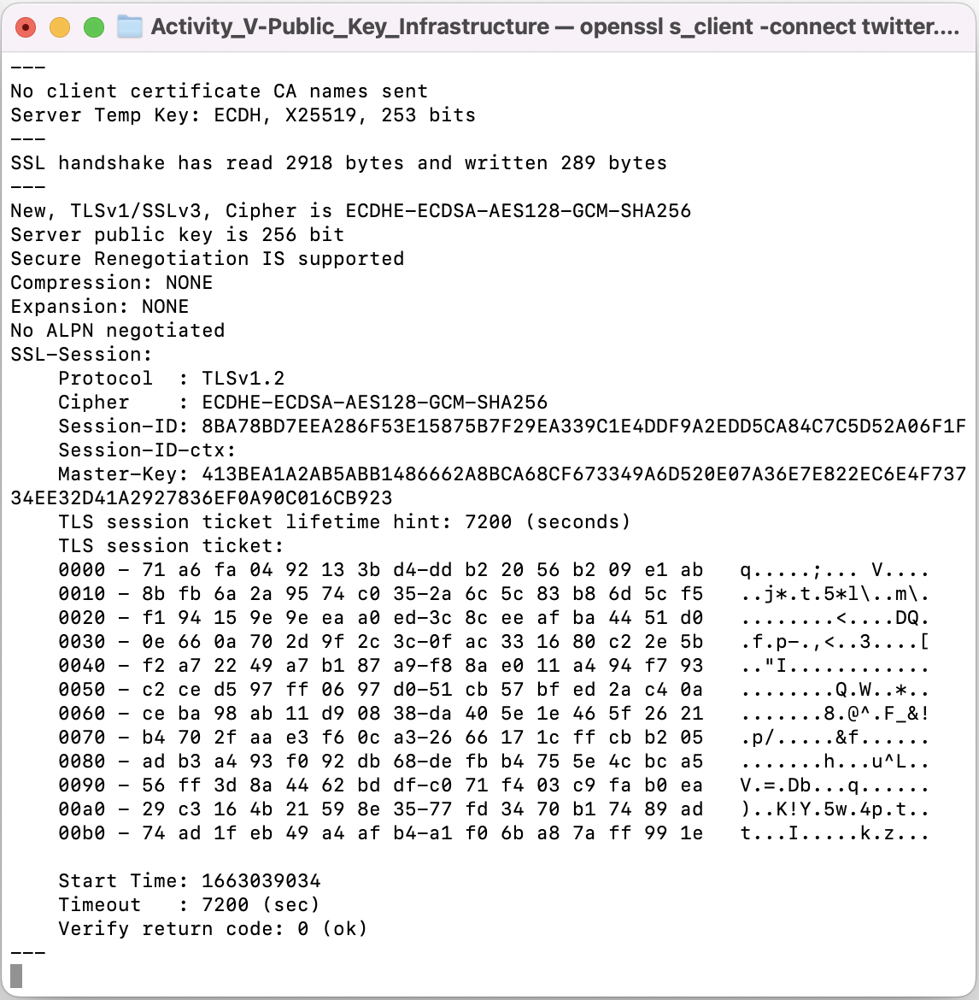 Activity_V-Public_Key_Infrastructure — openssl s_client -connect twitter....
---
No client certificate CA names sent
Server Temp Key: ECDH, X25519, 253 bits
---
SSL handshake has read 2918 bytes and written 289 bytes
---
New, TLSv1/SSLv3, Cipher is ECDHE-ECDSA-AES128-GCM-SHA256
Server public key is 256 bit
Secure Renegotiation IS supported
Compression: NONE
Expansion: NONE
No ALPN negotiated
SSL-Session:
    Protocol  : TLSv1.2
    Cipher    : ECDHE-ECDSA-AES128-GCM-SHA256
    Session-ID: 8BA78BD7EEA286F53E15875B7F29EA339C1E4DDF9A2EDD5CA84C7C5D52A06F1F
    Session-ID-ctx:
    Master-Key: 413BEA1A2AB5ABB1486662A8BCA68CF673349A6D520E07A36E7E822EC6E4F737
34EE32D41A2927836EF0A90C016CB923
    TLS session ticket lifetime hint: 7200 (seconds)
    TLS session ticket:
    0000 - 71 a6 fa 04 92 13 3b d4-dd b2 20 56 b2 09 e1 ab   q.....;... V....
    0010 - 8b fb 6a 2a 95 74 c0 35-2a 6c 5c 83 b8 6d 5c f5   ..j*.t.5*l\..m\.
    0020 - f1 94 15 9e 9e ea a0 ed-3c 8c ee af ba 44 51 d0   ........<....DQ.
    0030 - 0e 66 0a 70 2d 9f 2c 3c-0f ac 33 16 80 c2 2e 5b   .f.p-.,<..3....[
    0040 - f2 a7 22 49 a7 b1 87 a9-f8 8a e0 11 a4 94 f7 93   .."I............
    0050 - c2 ce d5 97 ff 06 97 d0-51 cb 57 bf ed 2a c4 0a   ........Q.W..*..
    0060 - ce ba 98 ab 11 d9 08 38-da 40 5e 1e 46 5f 26 21   .......8.@^.F_&!
    0070 - b4 70 2f aa e3 f6 0c a3-26 66 17 1c ff cb b2 05   .p/.....&f......
    0080 - ad b3 a4 93 f0 92 db 68-de fb b4 75 5e 4c bc a5   .......h...u^L..
    0090 - 56 ff 3d 8a 44 62 bd df-c0 71 f4 03 c9 fa b0 ea   V.=.Db...q......
    00a0 - 29 c3 16 4b 21 59 8e 35-77 fd 34 70 b1 74 89 ad   )..K!Y.5w.4p.t..
    00b0 - 74 ad 1f eb 49 a4 af b4-a1 f0 6b a8 7a ff 99 1e   t...I.....k.z...
    Start Time: 1663039034
    Timeout   : 7200 (sec)
    Verify return code: 0 (ok)
---